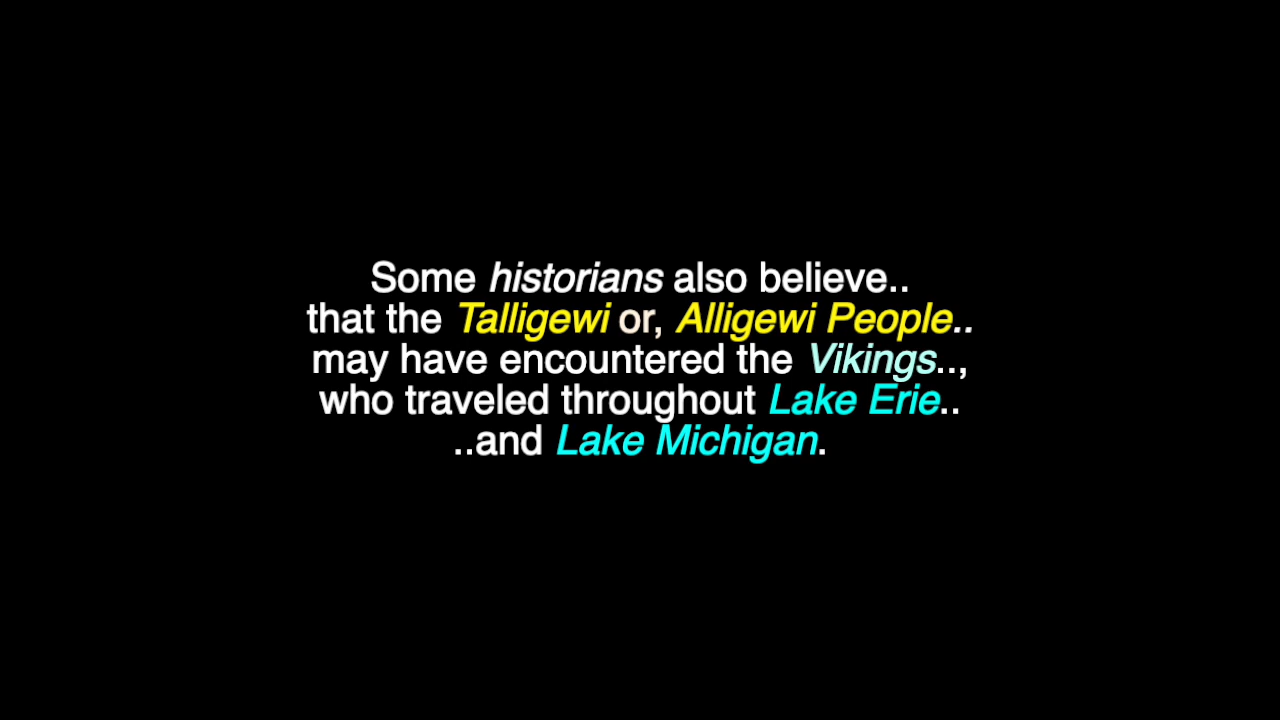 Some historians also believe..
that the Talligewi or, Alligewi People..
may have encountered the Vikings..,
who traveled throughout Lake Erie..
..and Lake Michigan.